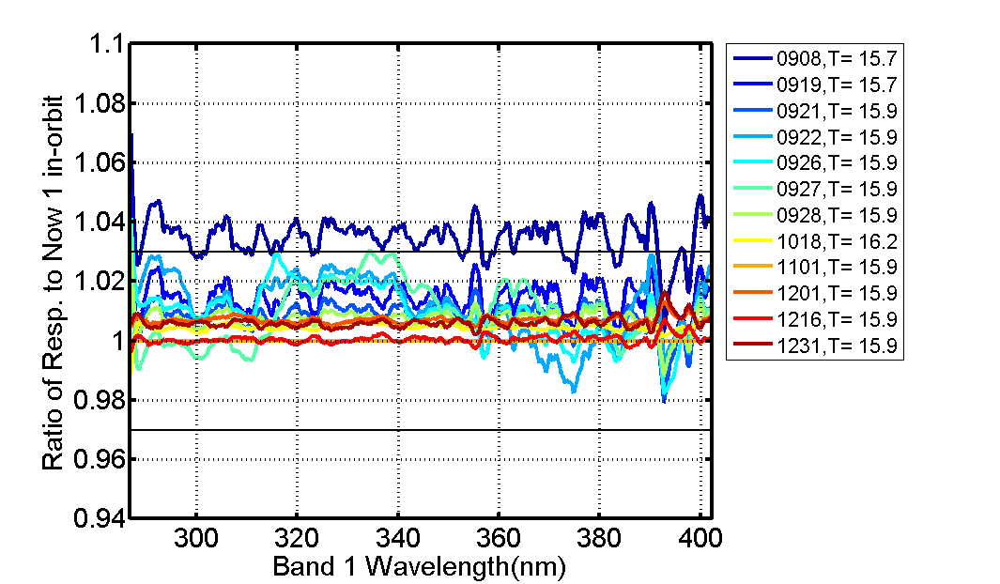 Ratio of Resp. to Now 1 in-orbit
1.1
1.08
1.06
1.04
1.02
1
0.98
0.96
0.94
300
320
340
360
380
400
Band 1 Wavelength(nm)
0908,T= 15.7
0919,T= 15.7
0921,T= 15.9
0922,T= 15.9
0926,T= 15.9
0927,T= 15.9
0928,T= 15.9
1018,T= 16.2
1101,T= 15.9
1201,T= 15.9
1216,T= 15.9
1231,T= 15.9